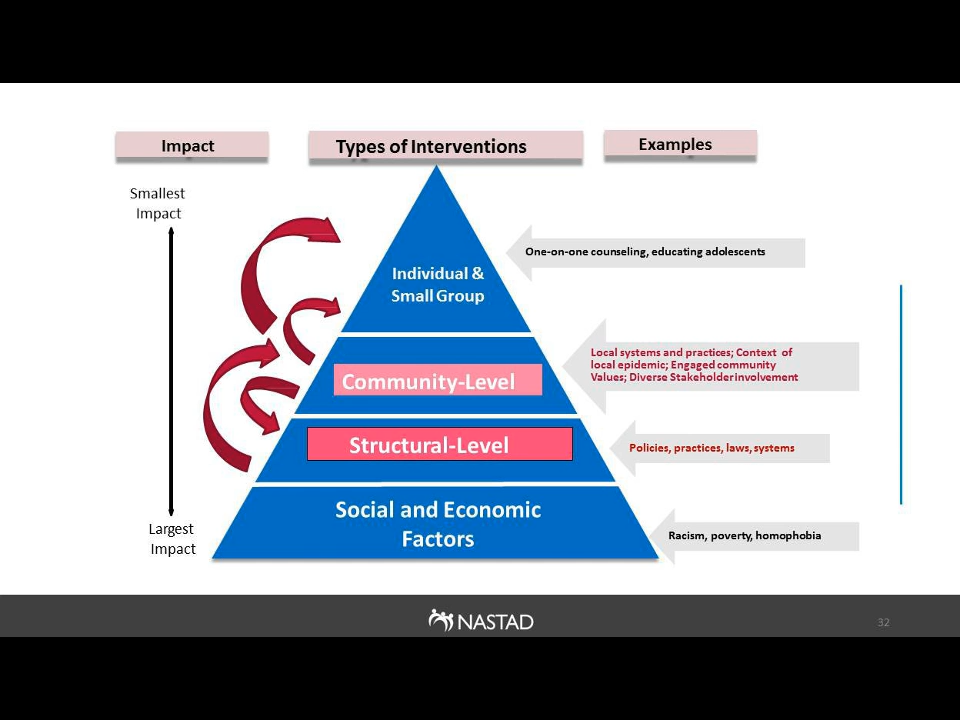 Impact
Types of Interventions
Examples
Smallest
Impact
One-on-one counseling, educating adolescents
Individual &
Small Group
Local systems and practices; Context of
local epidemic; Engaged community
Values; Diverse Stakeholder involvement
Community-Level
Structural-Level
Policies, practices, laws, systems
Social and Economic
Factors
Racism, poverty, homophobia
Largest
Impact
NASTAD
32